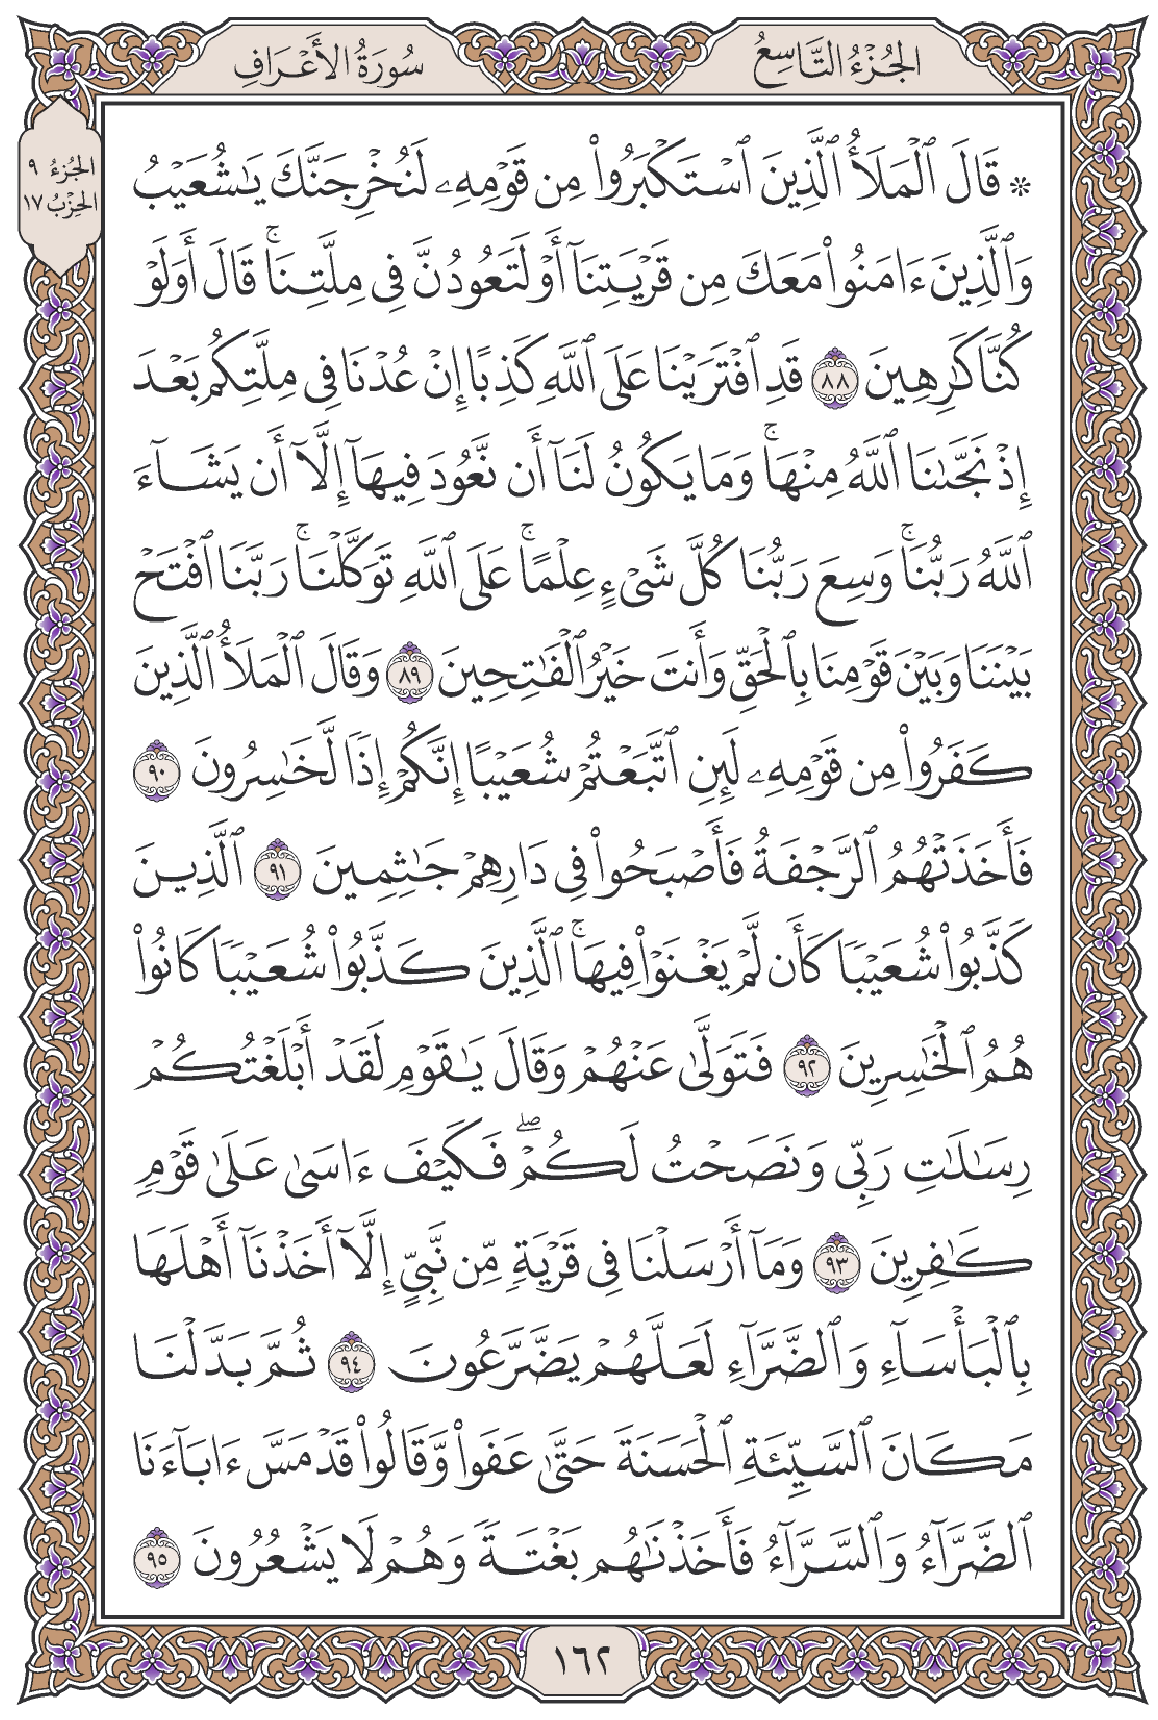 الجُزْءُ التَّاسِعُ
سُورَةُ الأَعْرَافِ
الجُزءُ ٩
الحِزْبُ ١٧
۞ قَالَ ٱلْمَلَأُ ٱلَّذِينَ ٱسْتَكْبَرُوا۟ مِن قَوْمِهِۦ لَنُخْرِجَنَّكَ يَـٰشُعَيْبُ
وَٱلَّذِينَ ءَامَنُوا۟ مَعَكَ مِن قَرْيَتِنَآ أَوْ لَتَعُودُنَّ فِى مِلَّتِنَا ۚ قَالَ أَوَلَوْ
كُنَّا كَـٰرِهِينَ ٨٨ قَدِ ٱفْتَرَيْنَا عَلَى ٱللَّهِ كَذِبًا إِنْ عُدْنَا فِى مِلَّتِكُم بَعْدَ
إِذْ نَجَّىٰنَا ٱللَّهُ مِنْهَا ۚ وَمَا يَكُونُ لَنَآ أَن نَّعُودَ فِيهَآ إِلَّآ أَن يَشَآءَ
ٱللَّهُ رَبُّنَا ۚ وَسِعَ رَبُّنَا كُلَّ شَىْءٍ عِلْمًا ۚ عَلَى ٱللَّهِ تَوَكَّلْنَا ۚ رَبَّنَا ٱفْتَحْ
بَيْنَنَا وَبَيْنَ قَوْمِنَا بِٱلْحَقِّ وَأَنتَ خَيْرُ ٱلْفَـٰتِحِينَ ٨٩ وَقَالَ ٱلْمَلَأُ ٱلَّذِينَ
كَفَرُوا۟ مِن قَوْمِهِۦ لَئِنِ ٱتَّبَعْتُمْ شُعَيْبًا إِنَّكُمْ إِذًا لَّخَـٰسِرُونَ ٩٠
فَأَخَذَتْهُمُ ٱلرَّجْفَةُ فَأَصْبَحُوا۟ فِى دَارِهِمْ جَـٰثِمِينَ ٩١ ٱلَّذِينَ
كَذَّبُوا۟ شُعَيْبًا كَأَن لَّمْ يَغْنَوْا۟ فِيهَا ۚ ٱلَّذِينَ كَذَّبُوا۟ شُعَيْبًا كَانُوا۟
هُمُ ٱلْخَـٰسِرِينَ ٩٢ فَتَوَلَّىٰ عَنْهُمْ وَقَالَ يَـٰقَوْمِ لَقَدْ أَبْلَغْتُكُمْ
رِسَـٰلَـٰتِ رَبِّى وَنَصَحْتُ لَكُمْ ۖ فَكَيْفَ ءَاسَىٰ عَلَىٰ قَوْمٍ
كَـٰفِرِينَ ٩٣ وَمَآ أَرْسَلْنَا فِى قَرْيَةٍ مِّن نَّبِىٍّ إِلَّآ أَخَذْنَآ أَهْلَهَا
بِٱلْبَأْسَآءِ وَٱلضَّرَّآءِ لَعَلَّهُمْ يَضَّرَّعُونَ ٩٤ ثُمَّ بَدَّلْنَا
مَكَانَ ٱلسَّيِّئَةِ ٱلْحَسَنَةَ حَتَّىٰ عَفَوا۟ وَّقَالُوا۟ قَدْ مَسَّ ءَابَآءَنَا
ٱلضَّرَّآءُ وَٱلسَّرَّآءُ فَأَخَذْنَـٰهُم بَغْتَةً وَهُمْ لَا يَشْعُرُونَ ٩٥
١٦٢